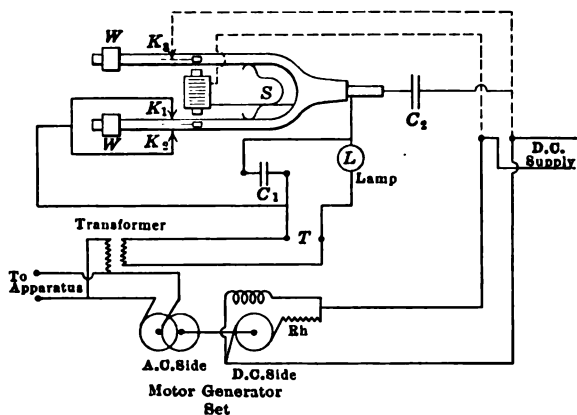 W
K₃
S
K₁
W
K₂
C₂
D.C.
Supply
L
Lamp
C₁
Transformer
T
To
Apparatus
Rh
A.C.Side
D.C.Side
Motor Generator
Set